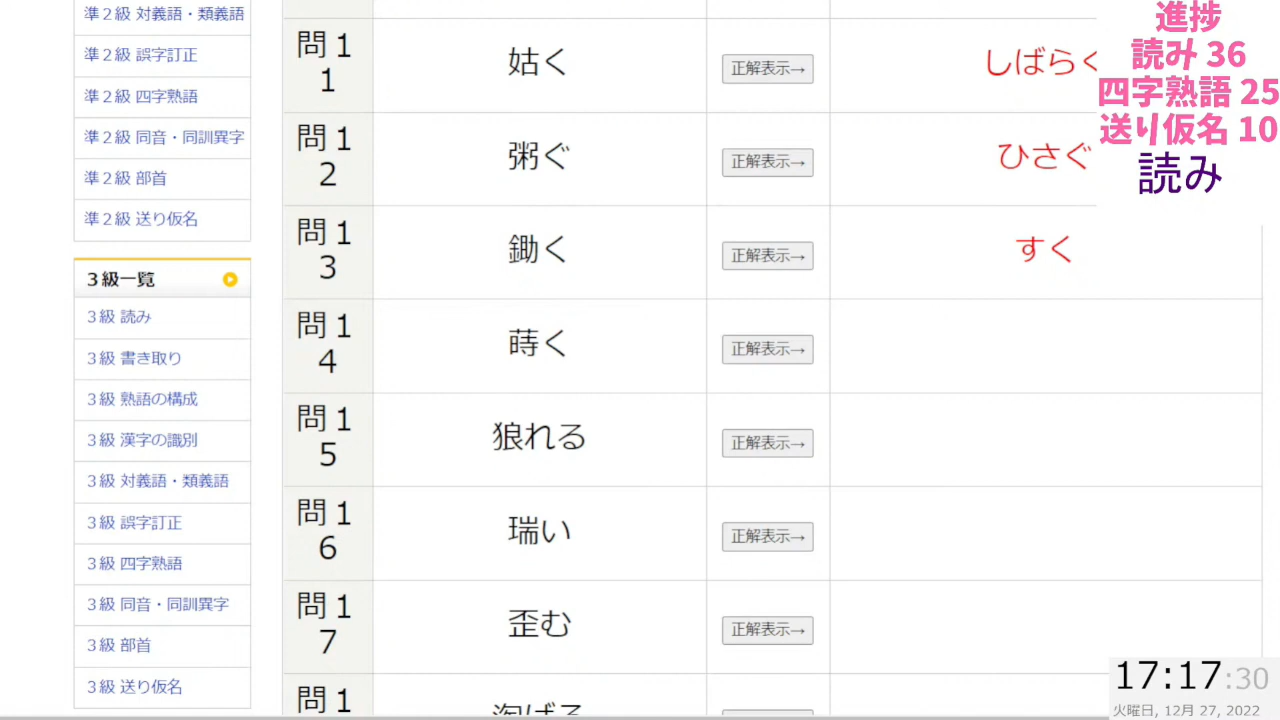 準２級 対義語・類義語
準２級 誤字訂正
準２級 四字熟語
準２級 同音・同訓異字
準２級 部首
準２級 送り仮名
３級一覧
３級 読み
３級 書き取り
３級 熟語の構成
３級 漢字の識別
３級 対義語・類義語
３級 誤字訂正
３級 四字熟語
３級 同音・同訓異字
３級 部首
３級 送り仮名
問１１ 姑く 正解表示→ しばらく
問１２ 粥ぐ 正解表示→ ひさぐ
問１３ 鋤く 正解表示→ すく
問１４ 蒔く 正解表示→
問１５ 狼れる 正解表示→
問１６ 瑞い 正解表示→
問１７ 歪む 正解表示→
問１
進捗
読み 36
四字熟語 25
送り仮名 10
読み
17:17:30
火曜日, 12月 27, 2022